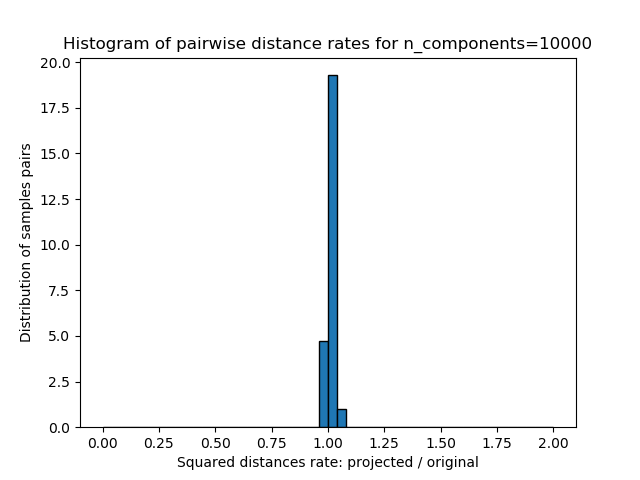 Histogram of pairwise distance rates for n_components=10000
Distribution of samples pairs
20.0
17.5
15.0
12.5
10.0
7.5
5.0
2.5
0.0
0.00 0.25 0.50 0.75 1.00 1.25 1.50 1.75 2.00
Squared distances rate: projected / original